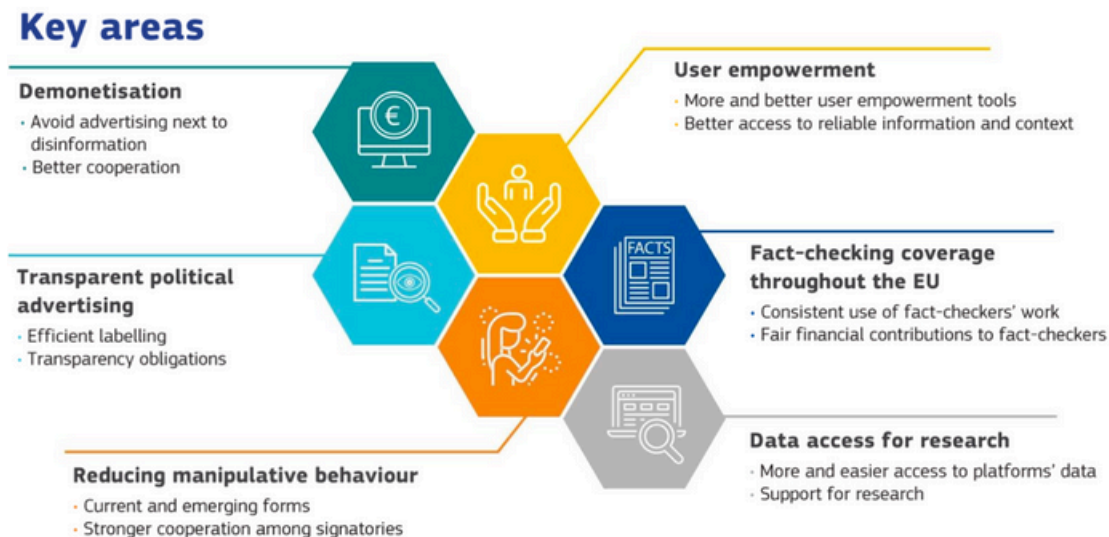 Key areas
Demonetisation
• Avoid advertising next to
disinformation
• Better cooperation
€
User empowerment
• More and better user empowerment tools
• Better access to reliable information and context
Transparent political
advertising
• Efficient labelling
• Transparency obligations
FACTS
Fact-checking coverage
throughout the EU
• Consistent use of fact-checkers' work
• Fair financial contributions to fact-checkers
Reducing manipulative behaviour
• Current and emerging forms
• Stronger cooperation among signatories
Data access for research
• More and easier access to platforms' data
• Support for research